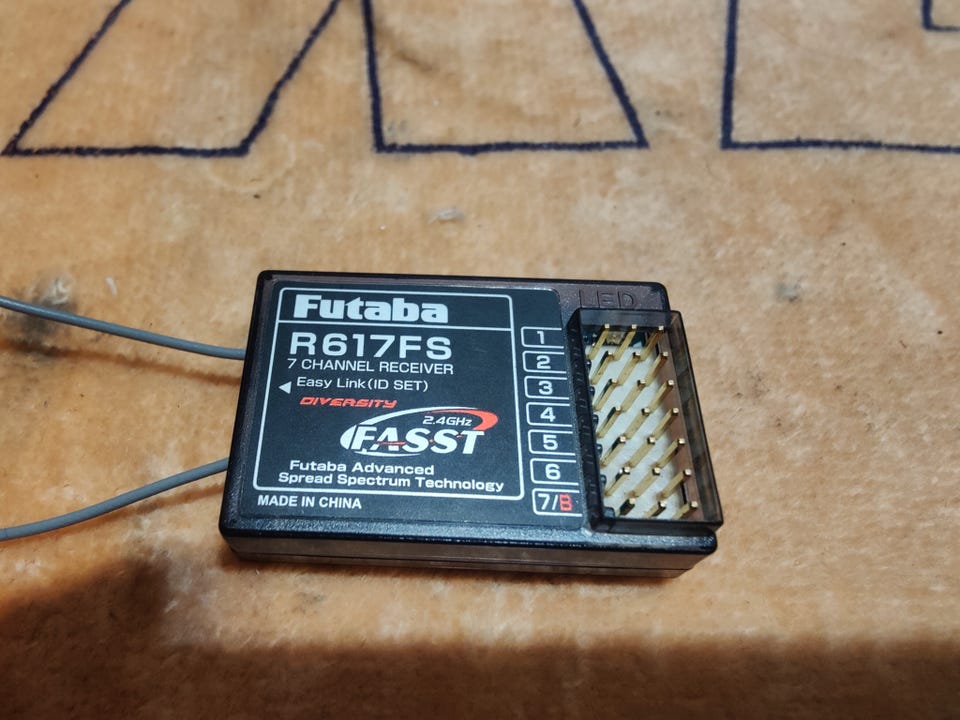 Futaba
R617FS
7 CHANNEL RECEIVER
Easy Link(ID SET)
DIVERSITY
2.4GHz
FASST
Futaba Advanced
Spread Spectrum Technology
MADE IN CHINA
1
2
3
4
5
6
7/B
LED